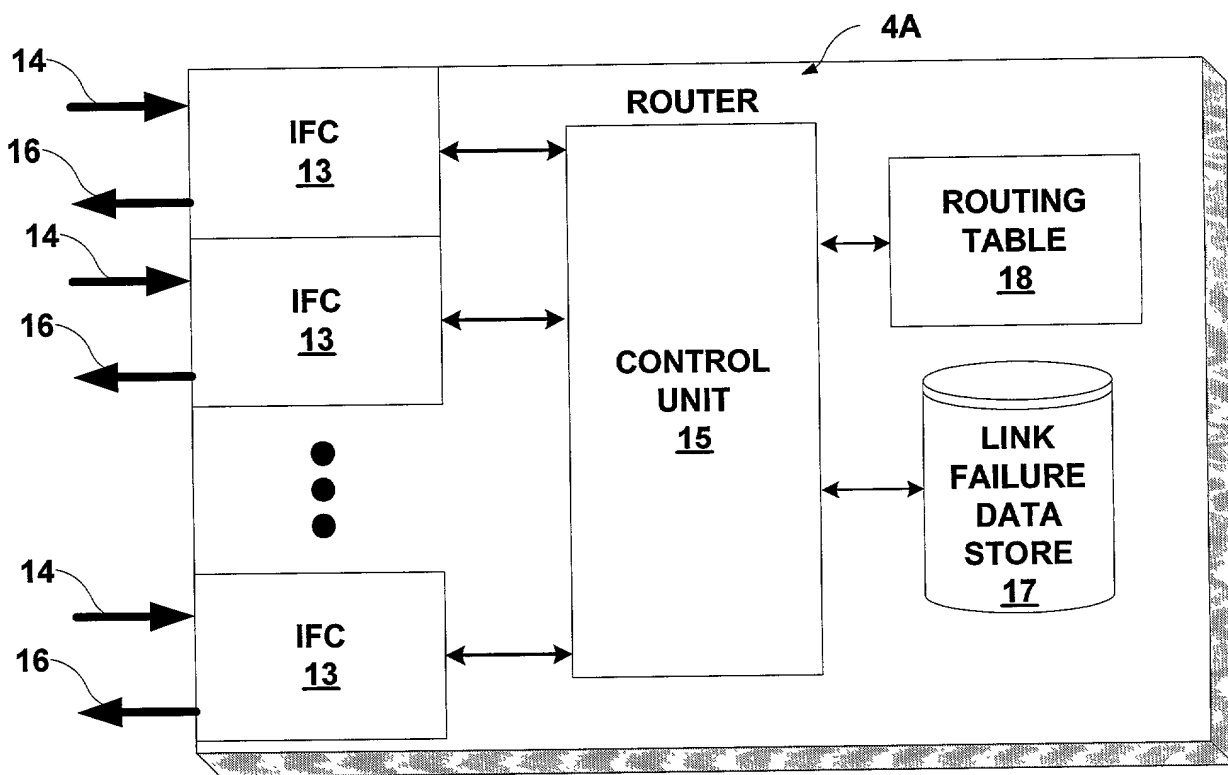 4A
ROUTER
14
16
IFC
13
14
16
IFC
13
14
16
IFC
13
CONTROL
UNIT
15
ROUTING
TABLE
18
LINK
FAILURE
DATA
STORE
17